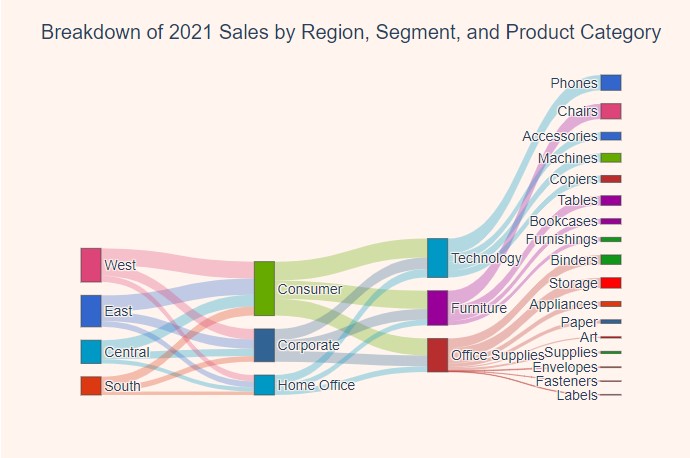 Breakdown of 2021 Sales by Region, Segment, and Product Category
Phones
Chairs
Accessories
Machines
Copiers
Tables
Bookcases
Furnishings
Binders
Storage
Appliances
Paper
Art
Supplies
Envelopes
Fasteners
Labels
Technology
Furniture
Office Supplies
Consumer
Corporate
Home Office
West
East
Central
South